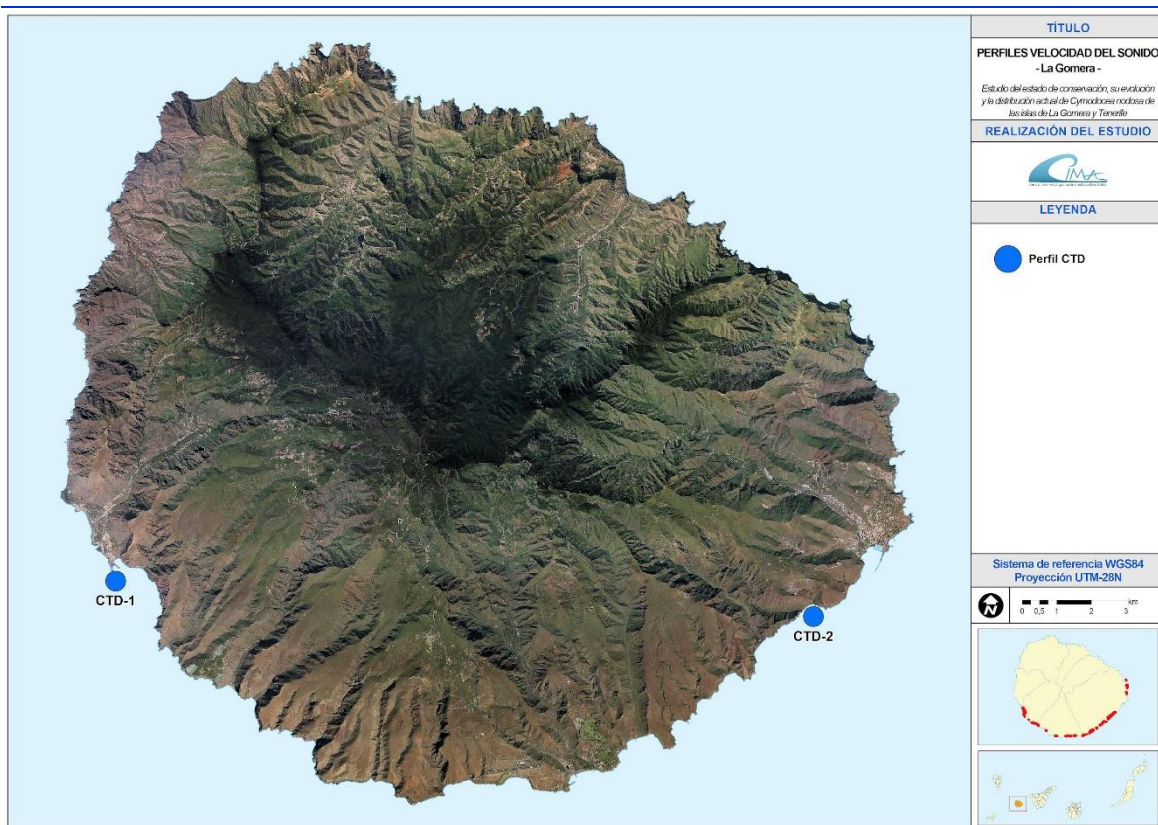 TÍTULO
PERFILES VELOCIDAD DEL SONIDO
- La Gomera -
Estudio del estado de conservación, su evolución
y la distribución actual de Cymodocea nodosa de
las islas de La Gomera y Tenerife
REALIZACIÓN DEL ESTUDIO
CIMA
LEYENDA
Perfil CTD
CTD-1
CTD-2
Sistema de referencia WGS84
Proyección UTM-28N
N
km
0 0,5 1 2 3